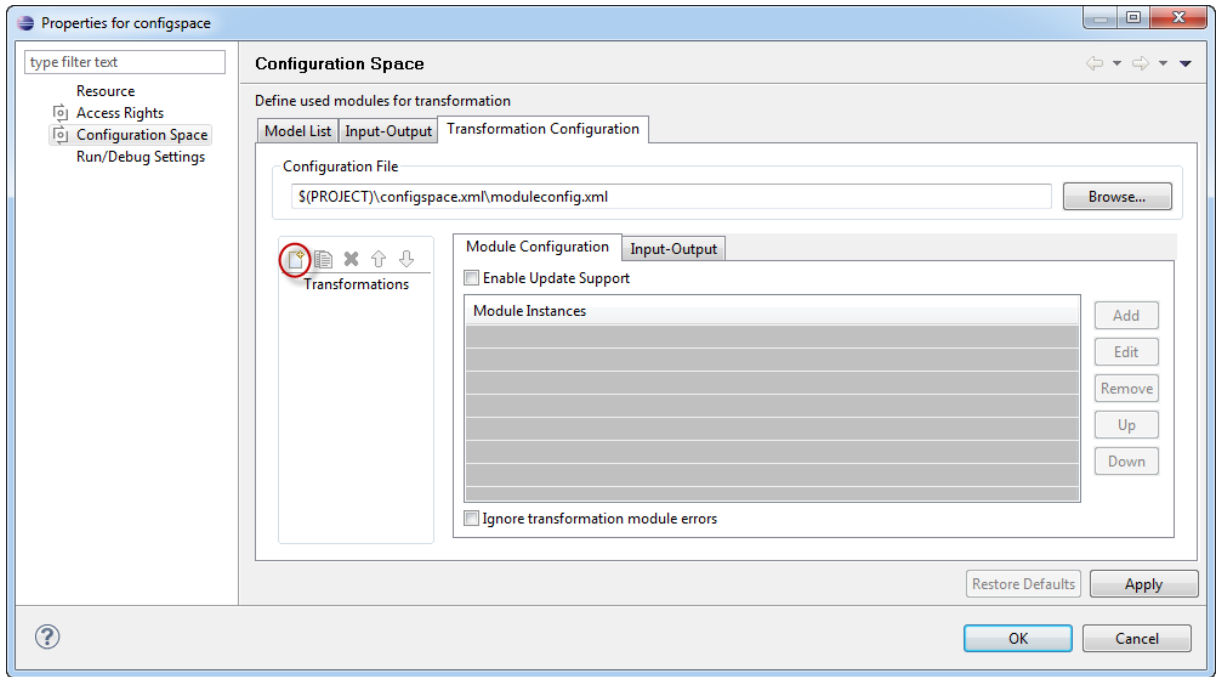 Properties for configspace
type filter text
Resource
Access Rights
Configuration Space
Run/Debug Settings
Configuration Space
Define used modules for transformation
Model List Input-Output Transformation Configuration
Configuration File
$(PROJECT)\configspace.xml\moduleconfig.xml Browse...
Transformations
Module Configuration Input-Output
Enable Update Support
Module Instances
Add
Edit
Remove
Up
Down
Ignore transformation module errors
Restore Defaults Apply
OK Cancel